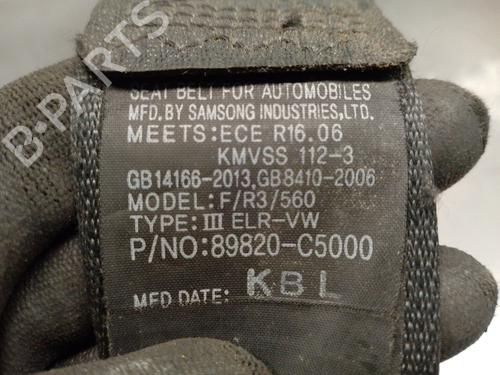 SEAT BELT FOR AUTOMOBILES
MFD. BY SAMSONG INDUSTRIES, LTD.
MEETS: ECE R16.06
KMVSS 112-3
GB14166-2013, GB8410-2006
MODEL: F/R3/560
TYPE: III ELR-VW
P/NO: 89820-C5000
MFD DATE: KBL
B-PARTS